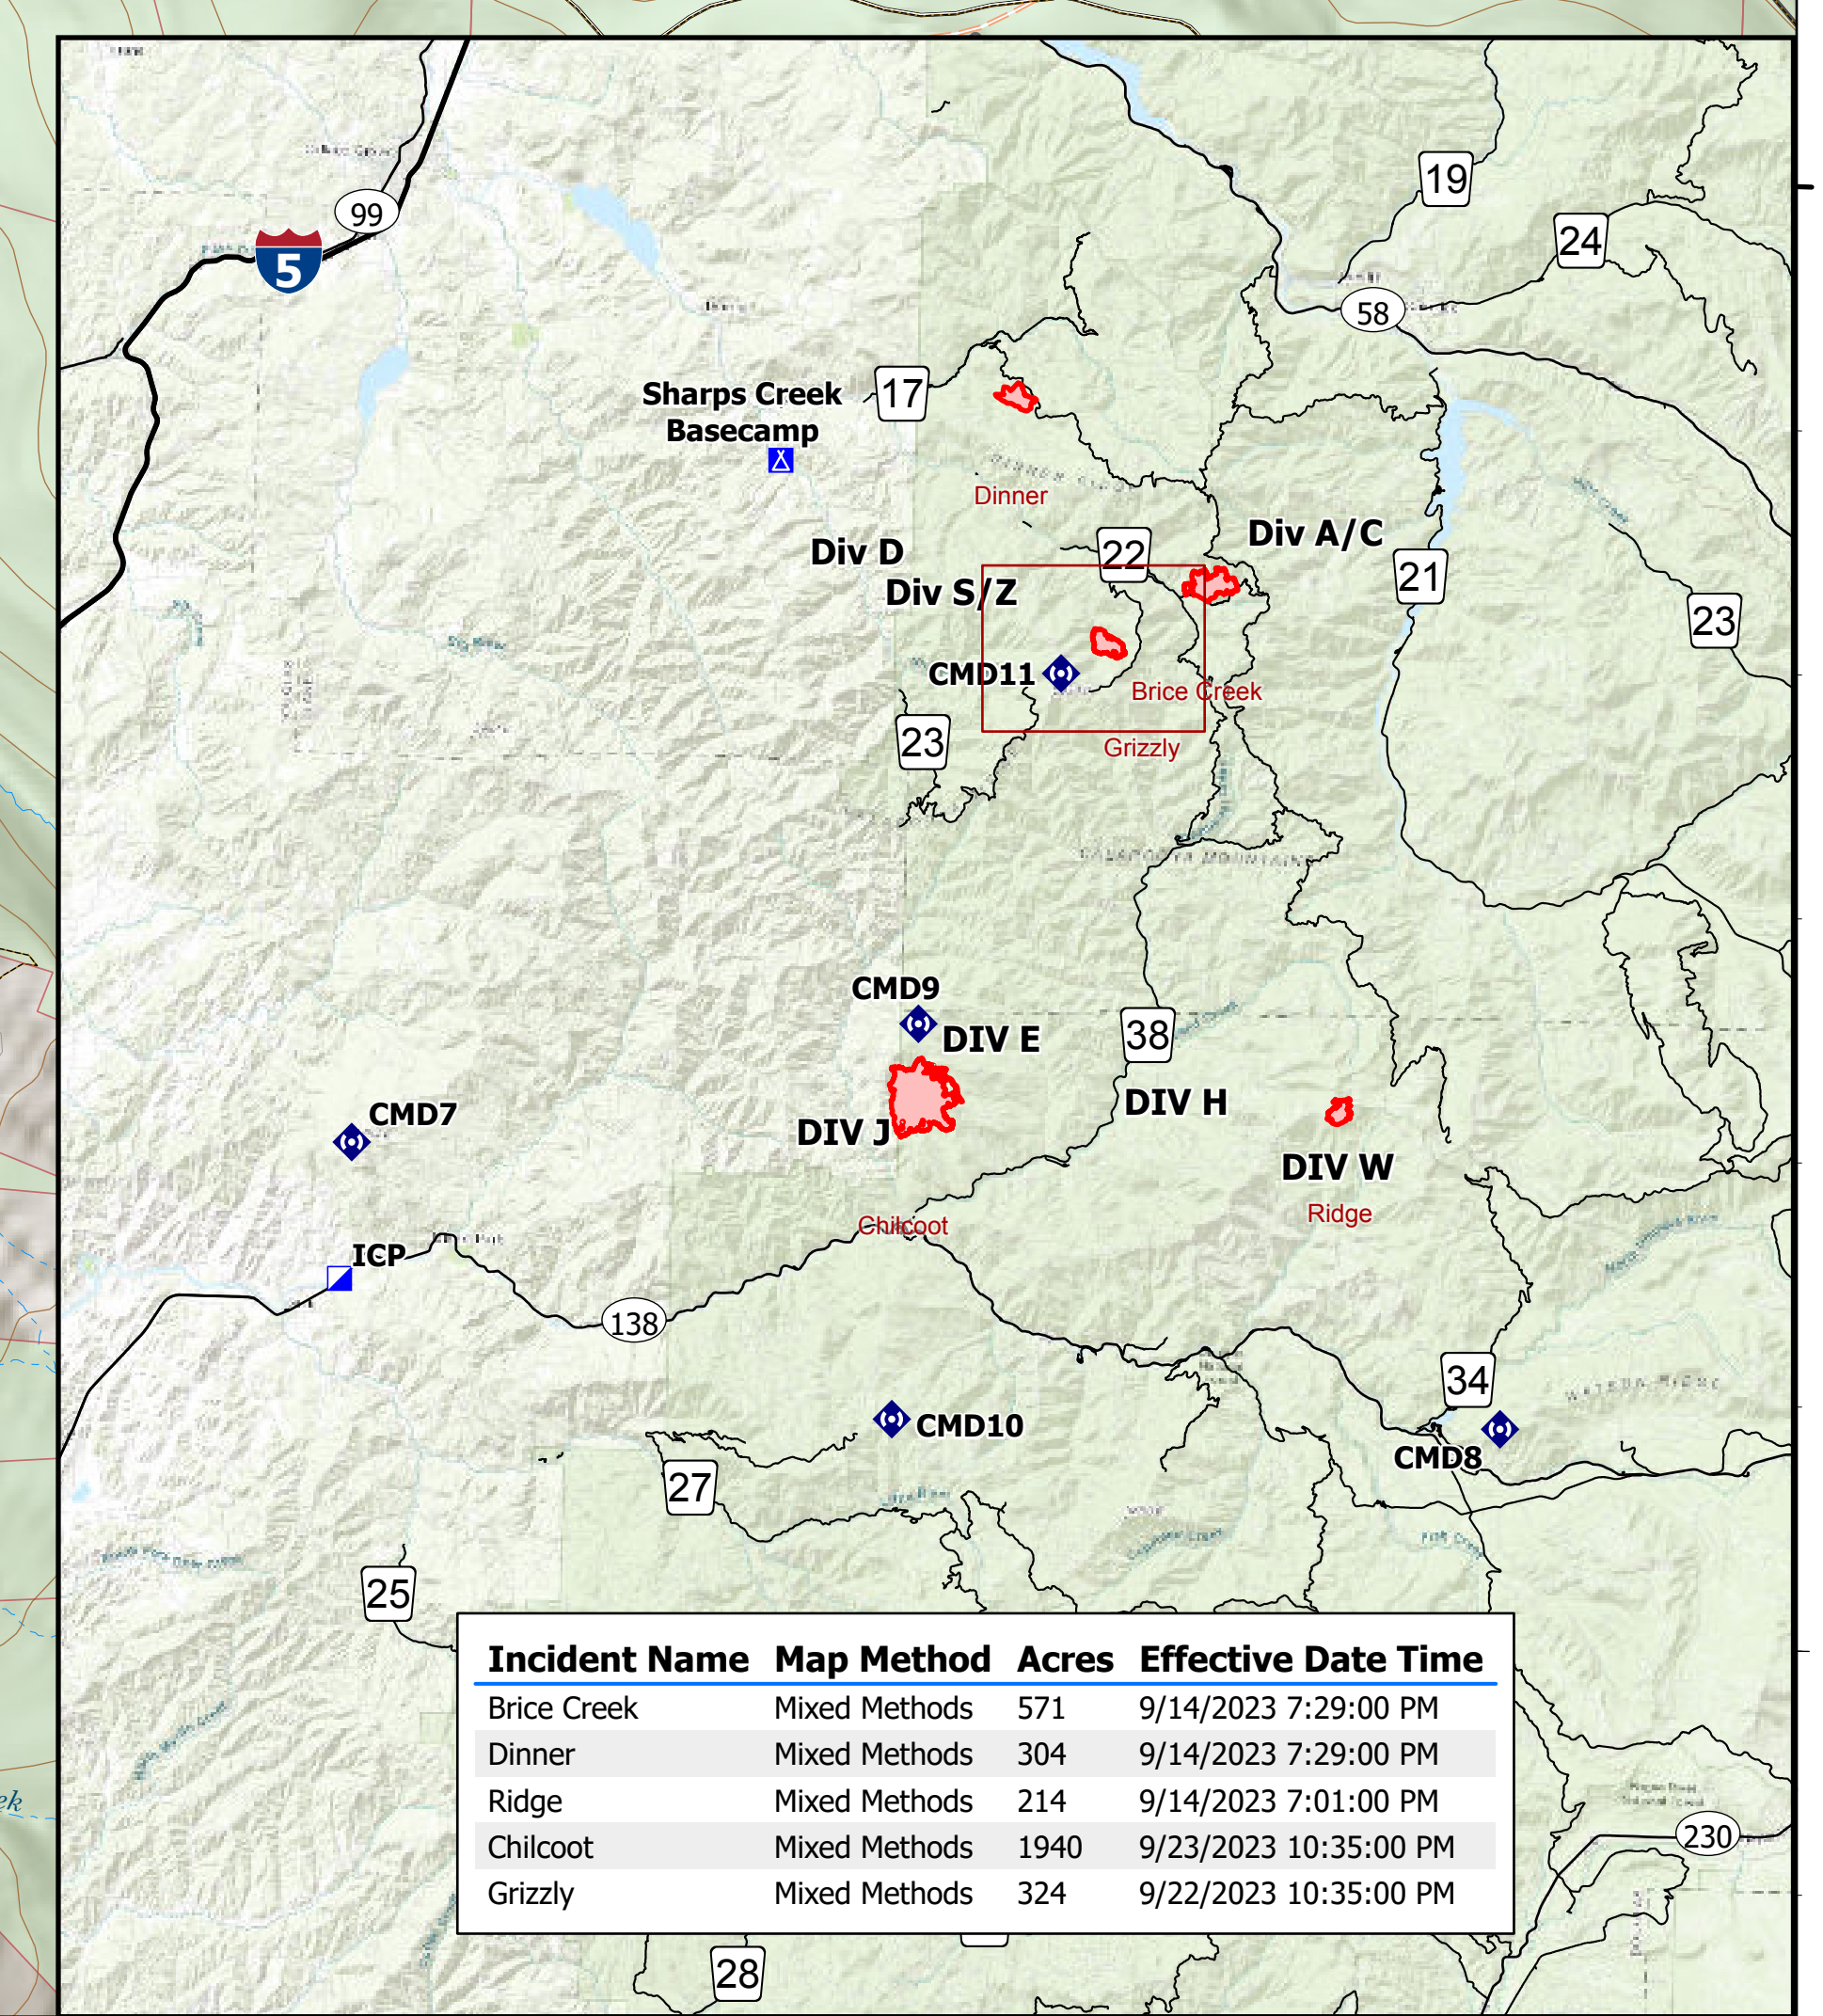 99
5
19
24
58
Sharps Creek
Basecamp
17
Dinner
Div D
22
Div A/C
21
Div S/Z
23
CMD11
Brice Creek
23
Grizzly
CALAPOOYA MOUNTAINS
CMD9
DIV E
38
CMD7
DIV J
DIV H
DIV W
Ridge
Chilcoot
ICP
138
34
WATSON RIDGE
CMD10
CMD8
27
25
Incident Name Map Method Acres Effective Date Time
Brice Creek Mixed Methods 571 9/14/2023 7:29:00 PM
Dinner Mixed Methods 304 9/14/2023 7:29:00 PM
Ridge Mixed Methods 214 9/14/2023 7:01:00 PM
Chilcoot Mixed Methods 1940 9/23/2023 10:35:00 PM
Grizzly Mixed Methods 324 9/22/2023 10:35:00 PM
ek
230
28